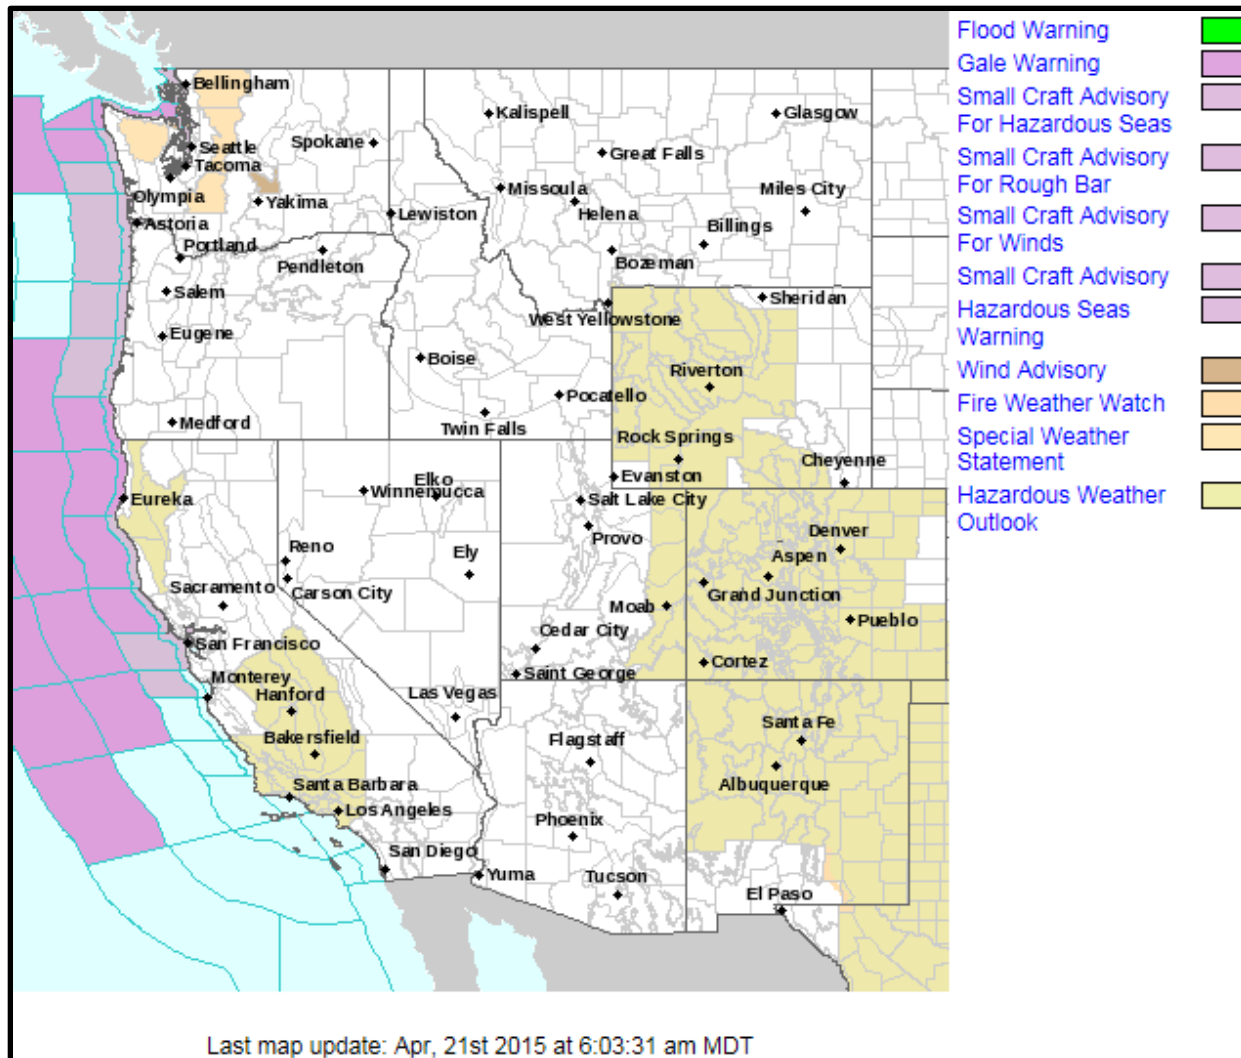 Flood Warning
Gale Warning
Small Craft Advisory
For Hazardous Seas
Small Craft Advisory
For Rough Bar
Small Craft Advisory
For Winds
Small Craft Advisory
Hazardous Seas
Warning
Wind Advisory
Fire Weather Watch
Special Weather
Statement
Hazardous Weather
Outlook
Bellingham
Kalispell
Glasgow
Spokane
Seattle
Great Falls
Tacoma
Missoula
Miles City
Olympia
Yakima
Lewiston
Helena
Astoria
Billings
Portland
Pendleton
Bozeman
Salem
Sheridan
West Yellowstone
Eugene
Boise
Riverton
Pocatello
Medford
Twin Falls
Rock Springs
Cheyenne
Evanston
Elko
Winnemucca
Eureka
Salt Lake City
Denver
Provo
Reno
Ely
Aspen
Sacramento
Carson City
Grand Junction
Moab
Pueblo
Cedar City
San Francisco
Cortez
Saint George
Monterey
Hanford
Las Vegas
Santa Fe
Bakersfield
Flagstaff
Albuquerque
Santa Barbara
Los Angeles
Phoenix
San Diego
Yuma
Tucson
El Paso
Last map update: Apr, 21st 2015 at 6:03:31 am MDT